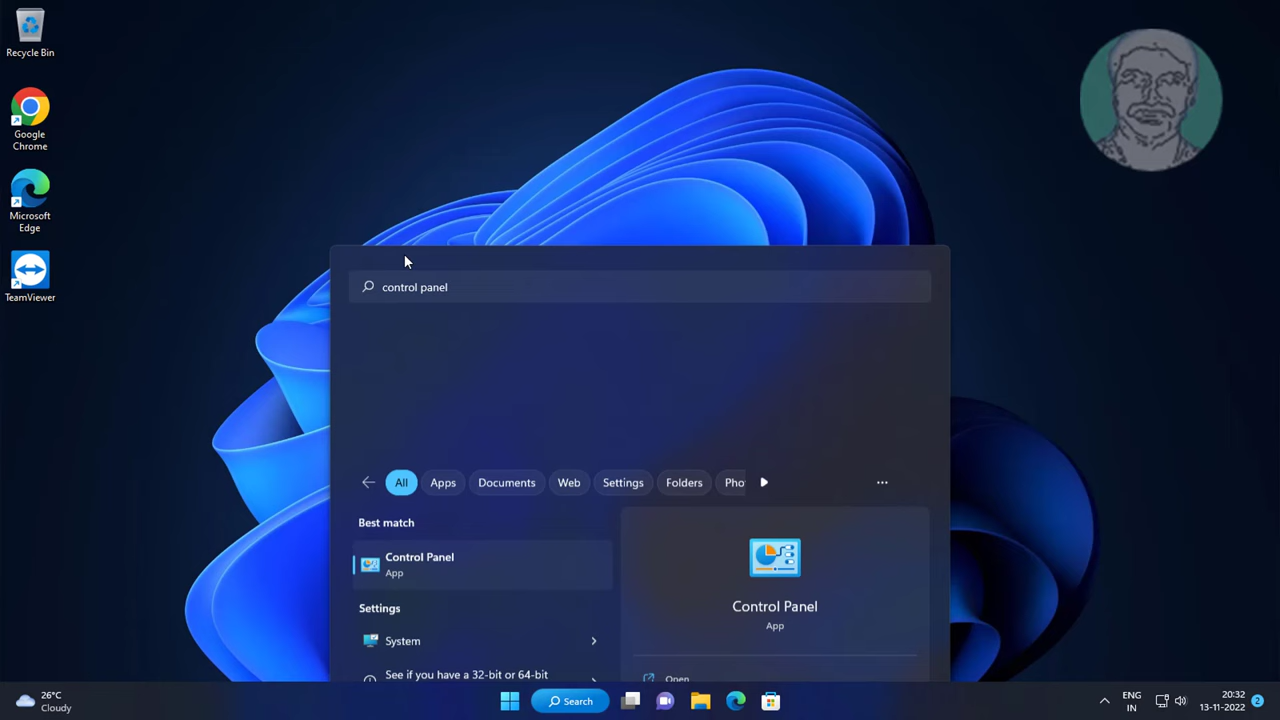 Recycle Bin
Google
Chrome
Microsoft
Edge
TeamViewer
control panel
All
Apps
Documents
Web
Settings
Folders
Pho
Best match
Control Panel
App
Settings
System
See if you have a 32-bit or 64-bit
Control Panel
App
Open
26°C
Cloudy
Search
ENG
IN
20:32
13-11-2022
2